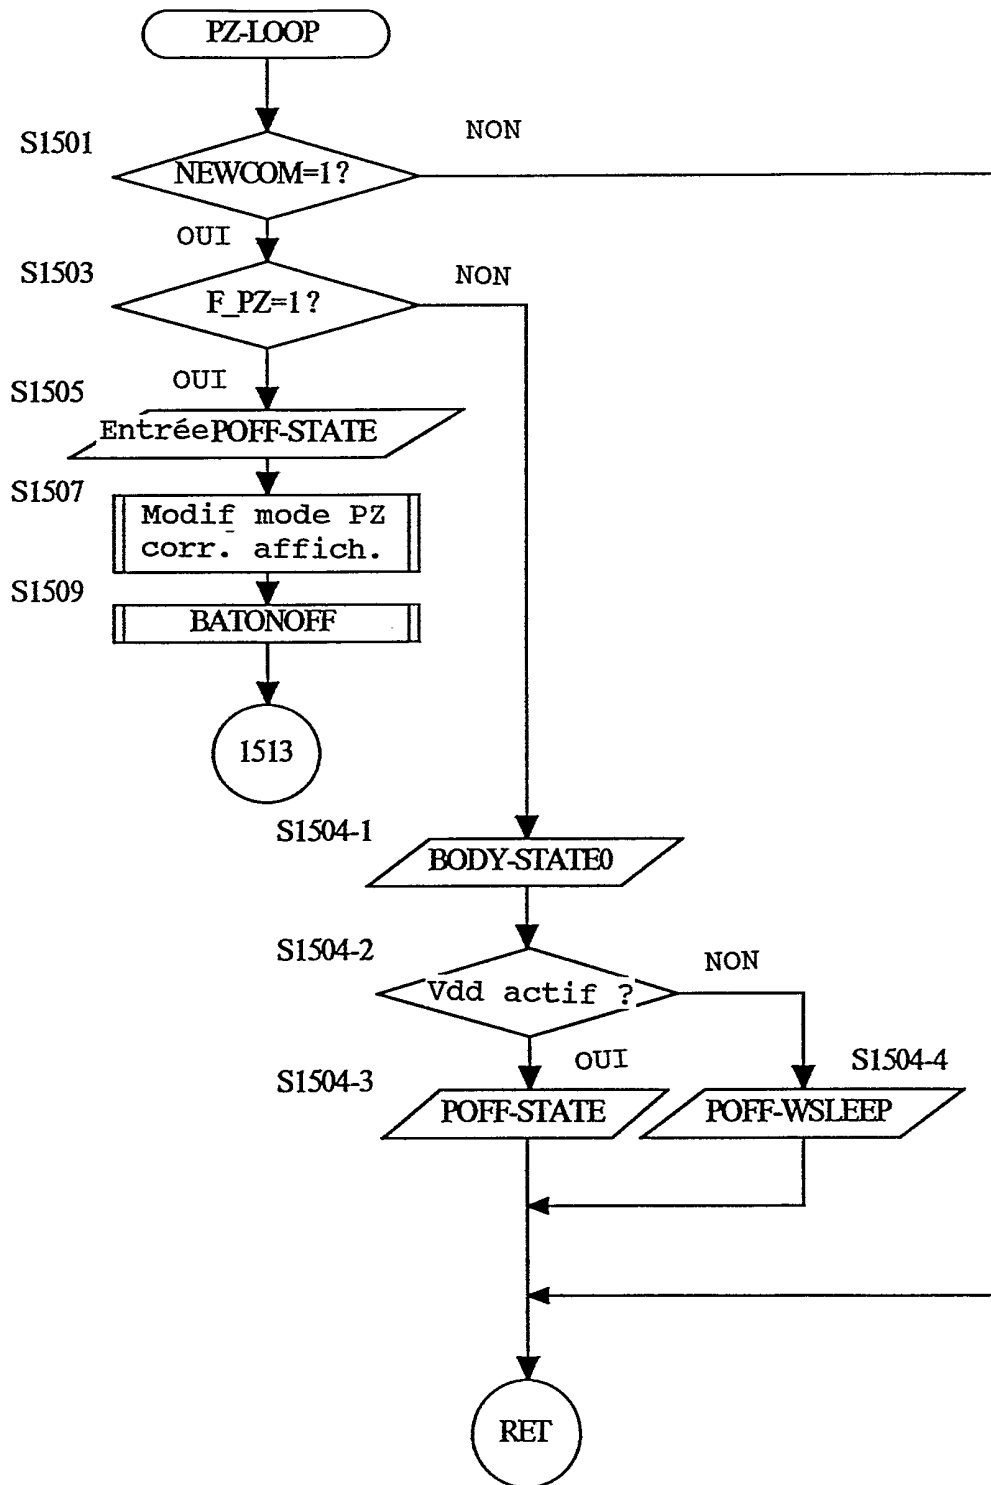 PZ-LOOP
S1501
NON
NEWCOM=1?
OUI
S1503
NON
F_PZ=1?
OUI
S1505
Entrée POFF-STATE
S1507
Modif mode PZ
corr. affich.
S1509
BATONOFF
1513
S1504-1
BODY-STATE0
S1504-2
NON
Vdd actif ?
OUI
S1504-4
S1504-3
POFF-STATE
POFF-WSLEEP
RET